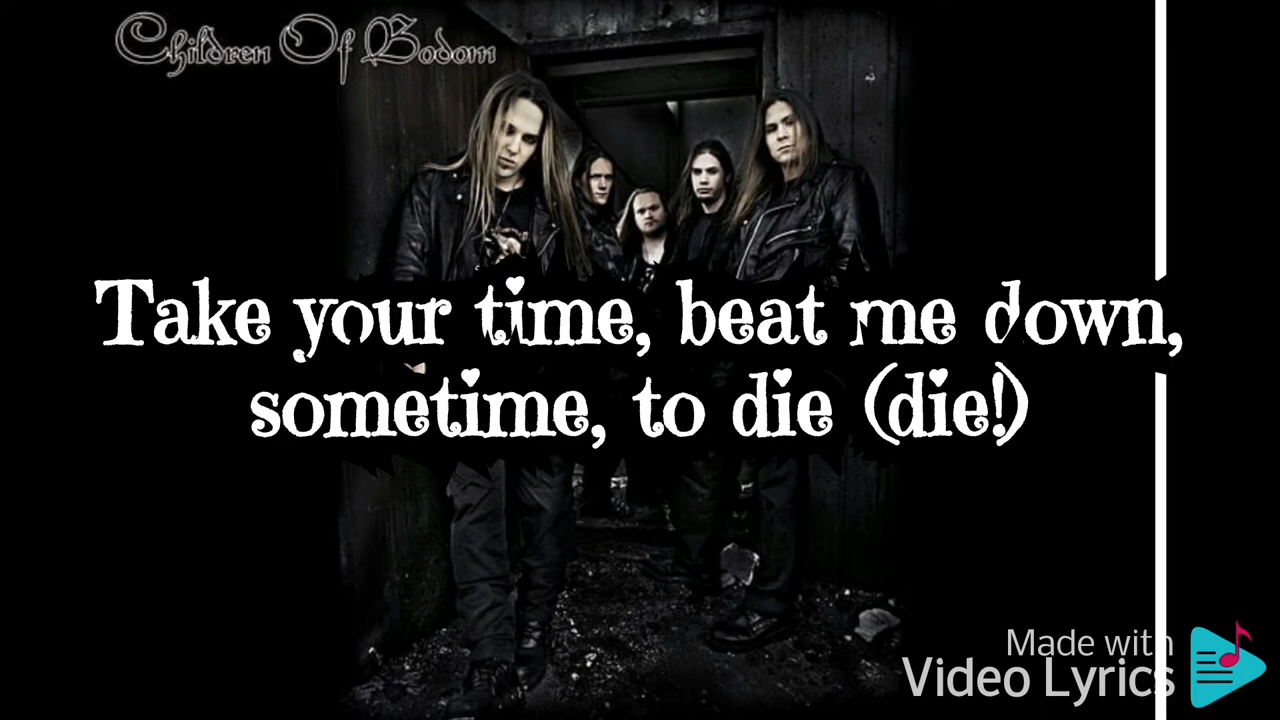 Children Of Bodom
Take your time, beat me down,
sometime, to die (die!)
Made with
Video Lyrics